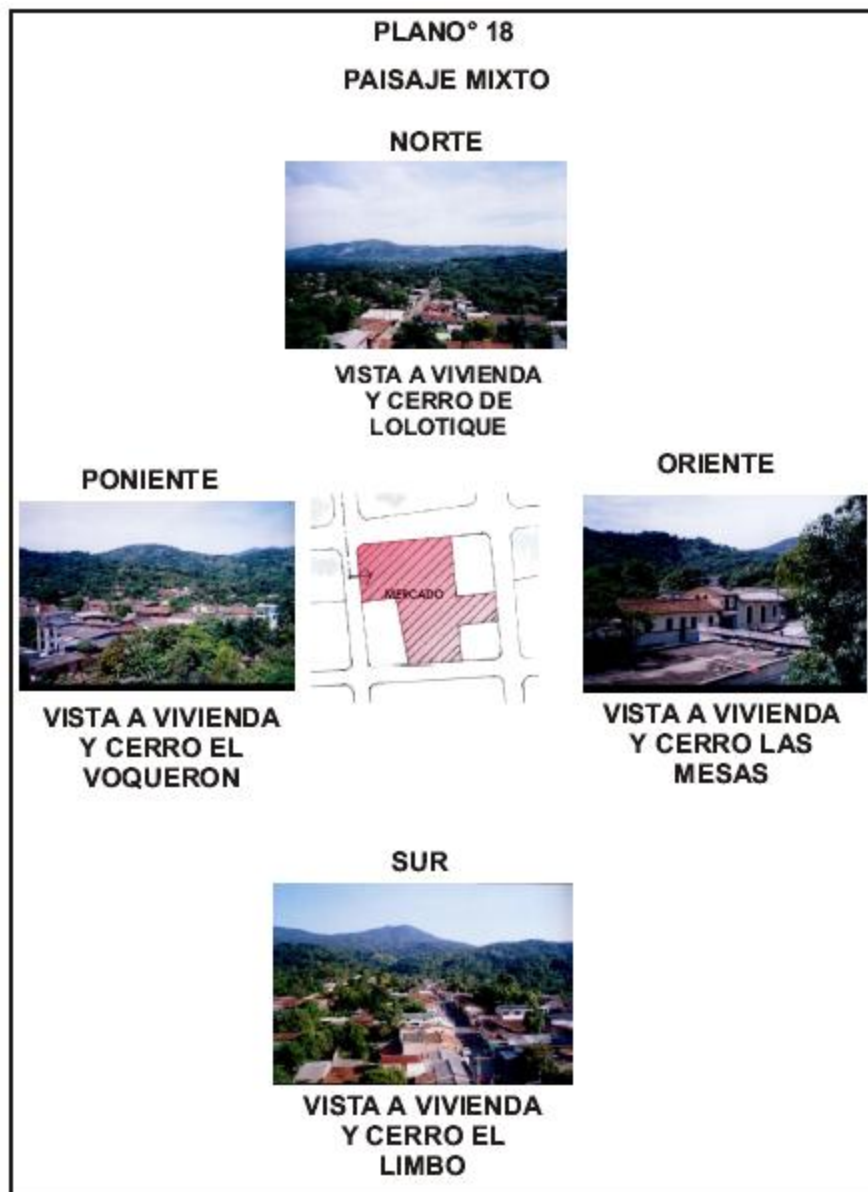 PLANO° 18
PAISAJE MIXTO
NORTE
VISTA A VIVIENDA
Y CERRO DE
LOLOTIQUE
PONIENTE
VISTA A VIVIENDA
Y CERRO EL
VOQUERON
MERCADO
ORIENTE
VISTA A VIVIENDA
Y CERRO LAS
MESAS
SUR
VISTA A VIVIENDA
Y CERRO EL
LIMBO